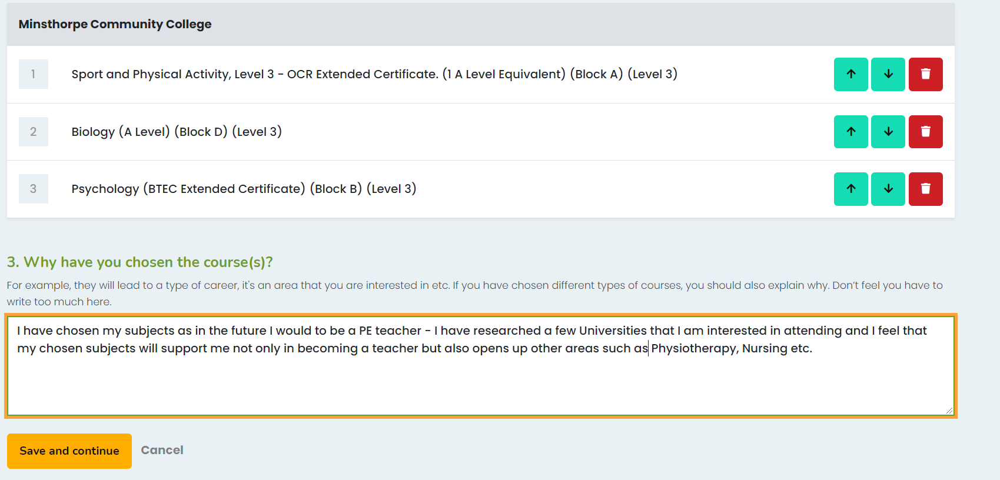 Minsthorpe Community College
1 Sport and Physical Activity, Level 3 - OCR Extended Certificate. (1 A Level Equivalent) (Block A) (Level 3)
2 Biology (A Level) (Block D) (Level 3)
3 Psychology (BTEC Extended Certificate) (Block B) (Level 3)
3. Why have you chosen the course(s)?
For example, they will lead to a type of career, it's an area that you are interested in etc. If you have chosen different types of courses, you should also explain why. Don't feel you have to
write too much here.
I have chosen my subjects as in the future I would to be a PE teacher - I have researched a few Universities that I am interested in attending and I feel that
my chosen subjects will support me not only in becoming a teacher but also opens up other areas such as Physiotherapy, Nursing etc.
Save and continue Cancel